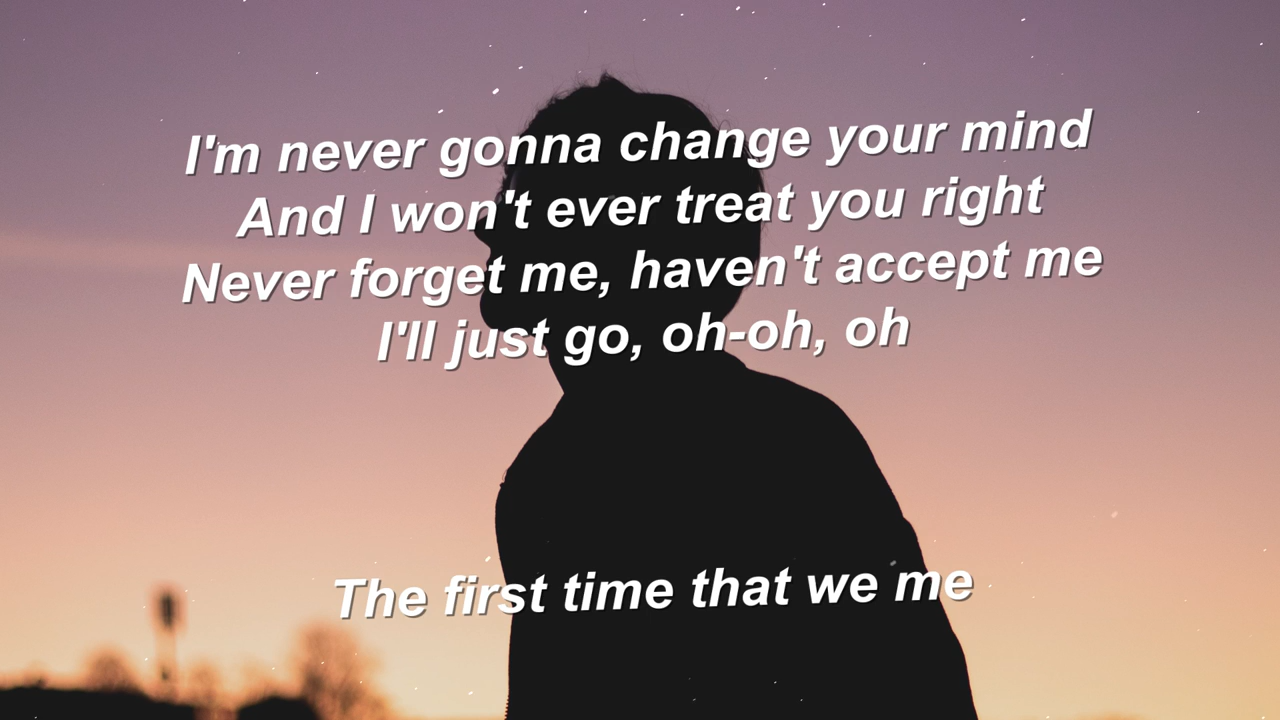 I'm never gonna change your mind
And I won't ever treat you right
Never forget me, haven't accept me
I'll just go, oh-oh, oh
The first time that we me